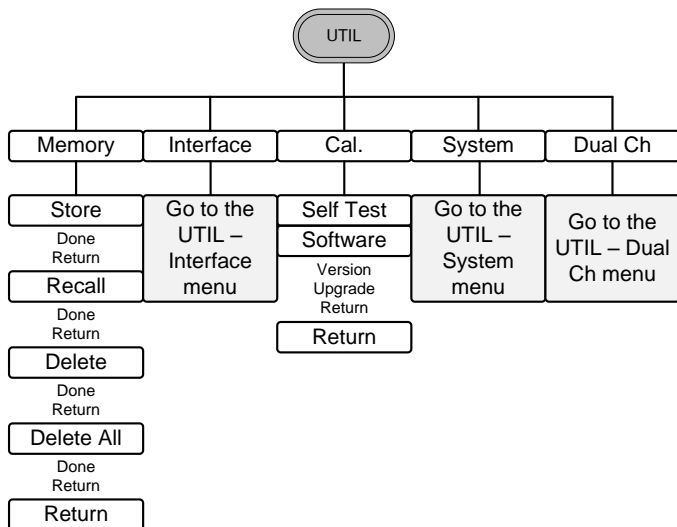 UTIL
Memory
Interface
Cal.
System
Dual Ch
Store
Done
Return
Recall
Done
Return
Delete
Done
Return
Delete All
Done
Return
Return
Go to the
UTIL –
Interface
menu
Self Test
Software
Version
Upgrade
Return
Return
Go to the
UTIL –
System
menu
Go to the
UTIL – Dual
Ch menu